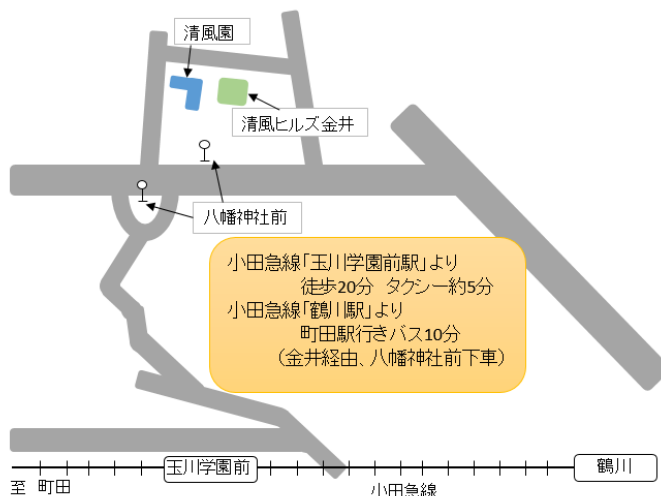 清風園
清風ヒルズ金井
八幡神社前
小田急線「玉川学園前駅」より
徒歩20分 タクシー約5分
小田急線「鶴川駅」より
町田駅行きバス10分
（金井経由、八幡神社前下車）
玉川学園前
鶴川
至 町田
小田急線